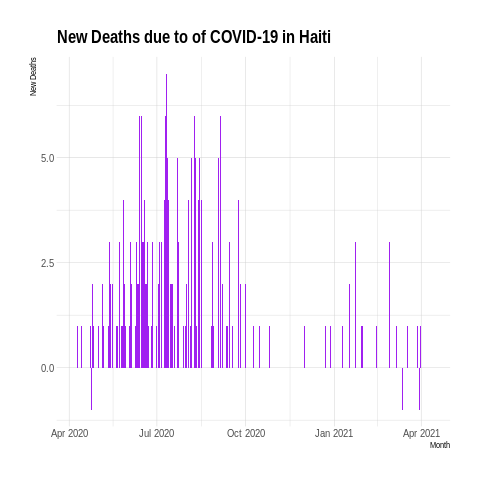 New Deaths due to of COVID-19 in Haiti
New Deaths
5.0
2.5
0.0
Apr 2020 Jul 2020 Oct 2020 Jan 2021 Apr 2021
Month